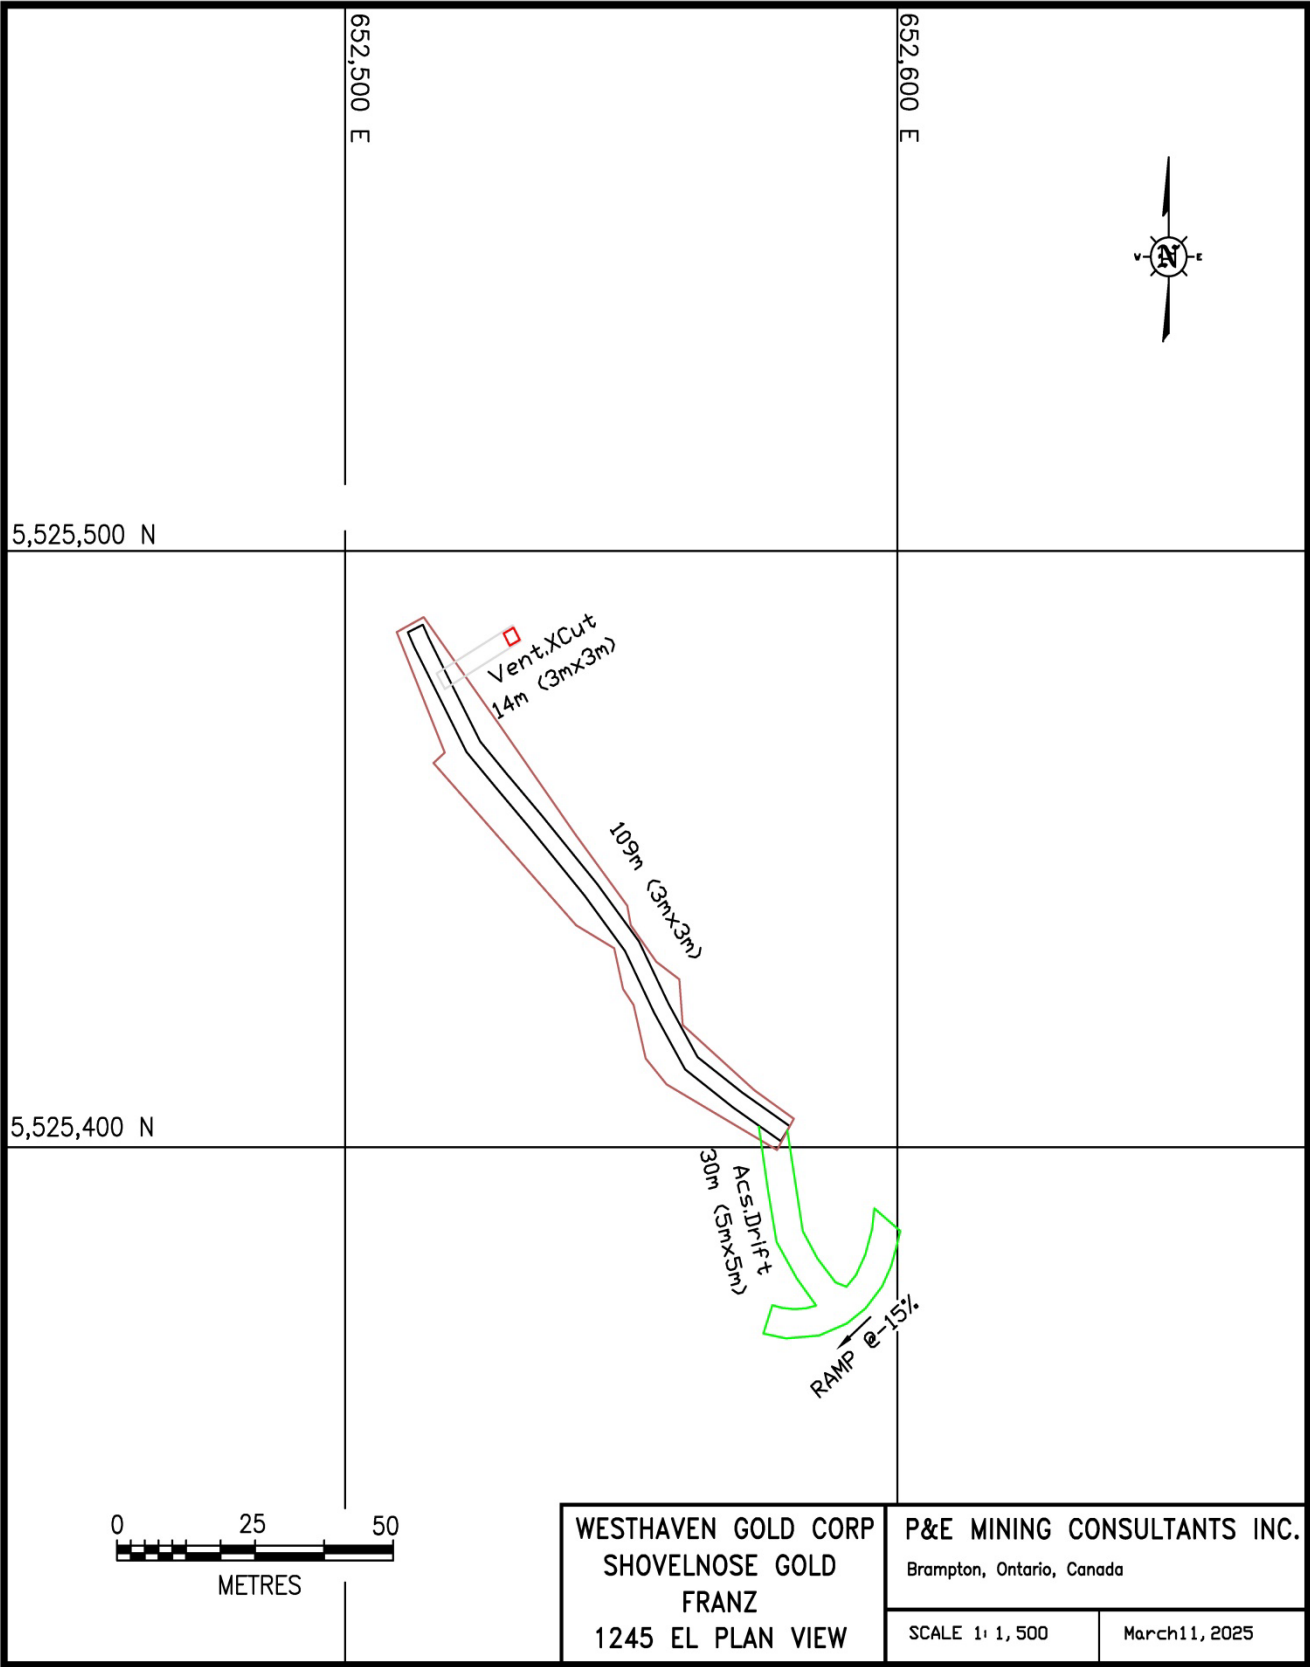 652,500 E
652,600 E
N
W
E
5,525,500 N
Vent.XCut
14m (3mx3m)
109m (3mx3m)
5,525,400 N
Acs.Drift
30m (5mx5m)
RAMP @-15%
0 25 50
METRES
WESTHAVEN GOLD CORP
SHOVELNOSE GOLD
FRANZ
1245 EL PLAN VIEW
P&E MINING CONSULTANTS INC.
Brampton, Ontario, Canada
SCALE 1: 1,500
March11,2025